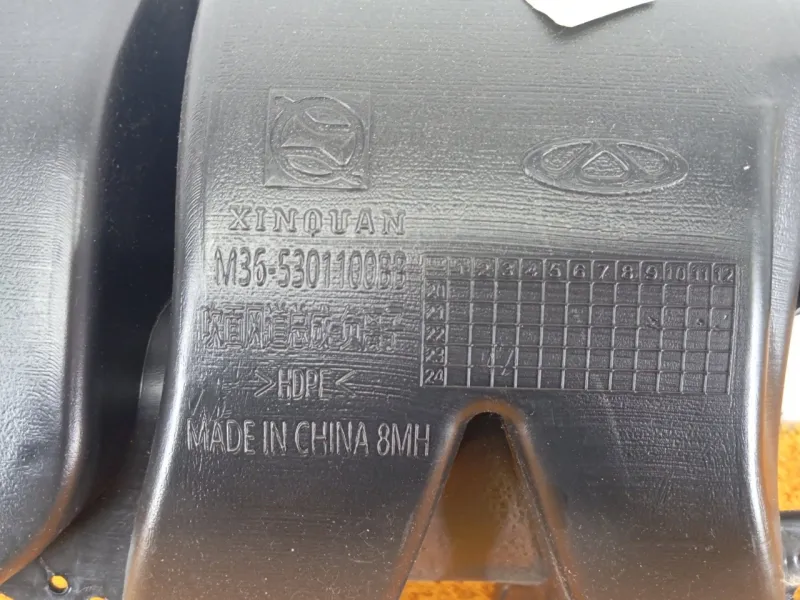 XINQUAN
M36-5301100BB
1 2 3 4 5 6 7 8 9 10 11 12
20
21
22
23
24
>HDPE<
MADE IN CHINA 8MH